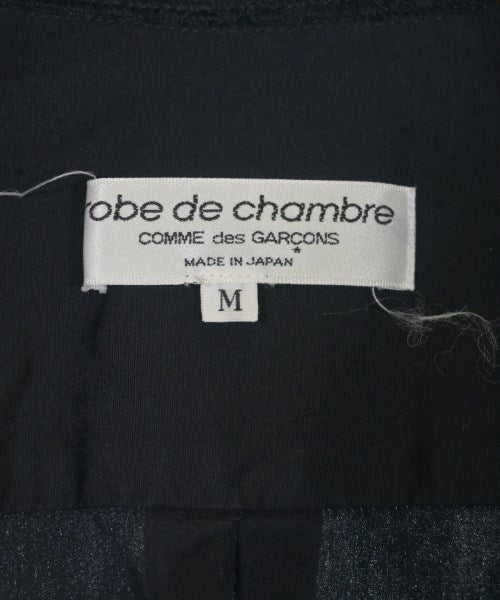 robe de chambre
COMME des GARÇONS
MADE IN JAPAN
M